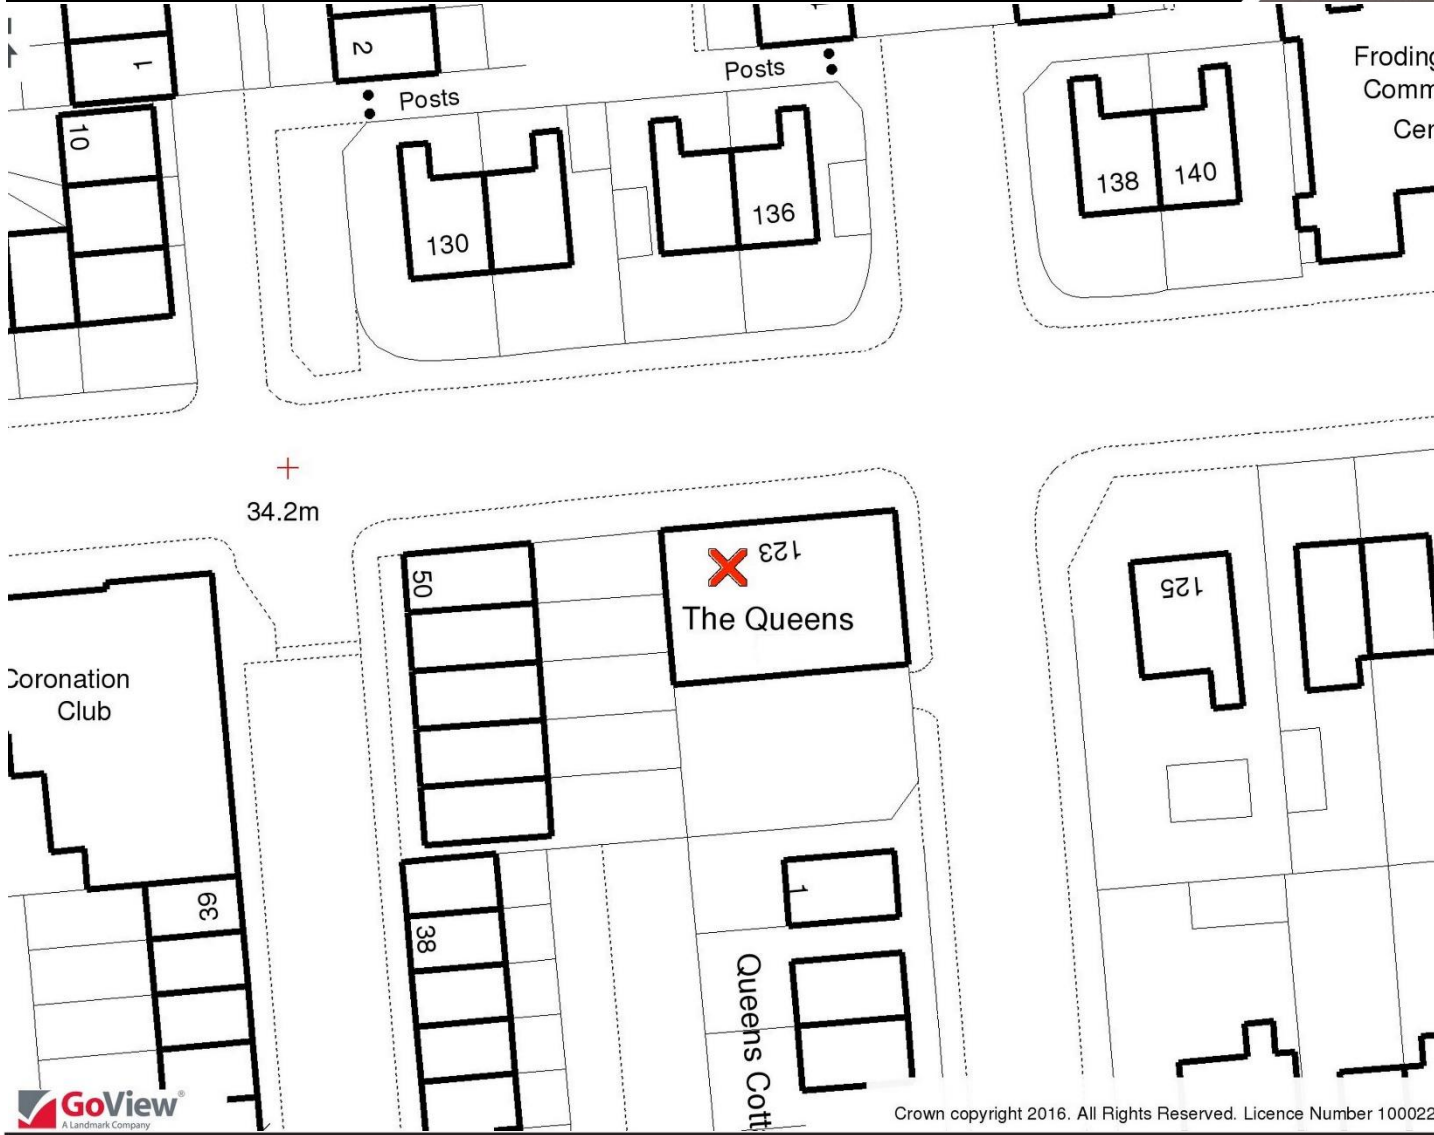 1
2
Posts
Posts
10
130
136
138
140
Froding
Comm
Cen
34.2m
50
123
The Queens
125
Coronation
Club
39
38
1
Queens Cott
GoView®
A Landmark Company
Crown copyright 2016. All Rights Reserved. Licence Number 100022